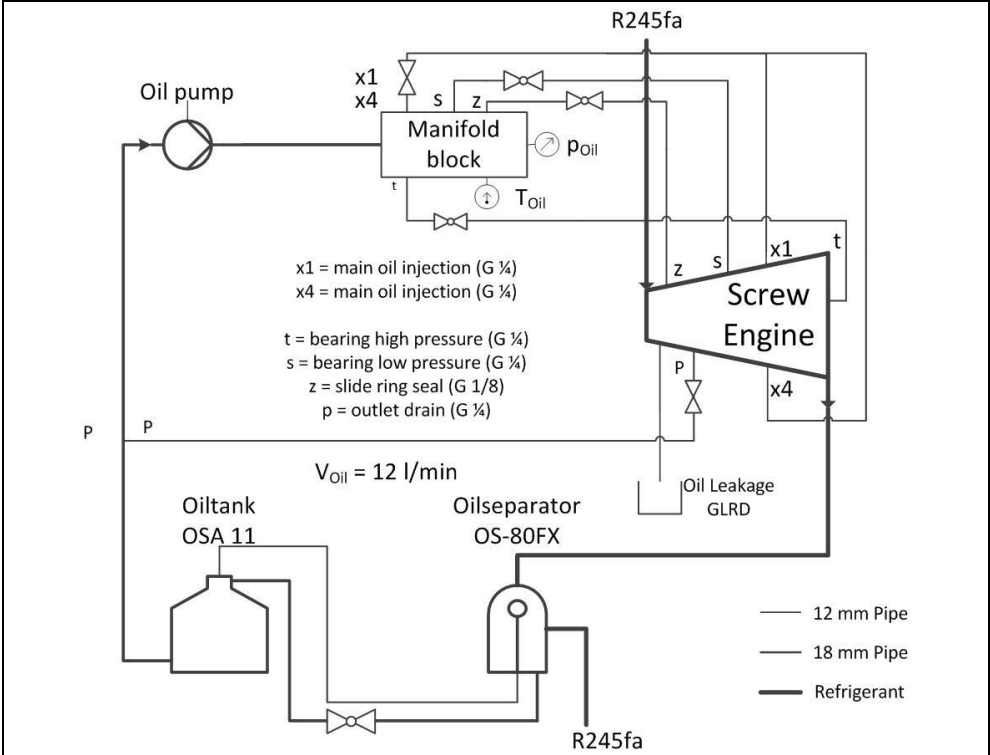 R245fa
x1
x4
s
z
Oil pump
Manifold
block
pOil
TOil
t
x1 = main oil injection (G ¼)
x4 = main oil injection (G ¼)
t = bearing high pressure (G ¼)
s = bearing low pressure (G ¼)
z = slide ring seal (G 1/8)
p = outlet drain (G ¼)
z
s
x1
t
Screw
Engine
P
x4
P
P
VOil = 12 l/min
Oil Leakage
GLRD
Oiltank
OSA 11
Oilseparator
OS-80FX
12 mm Pipe
18 mm Pipe
Refrigerant
R245fa